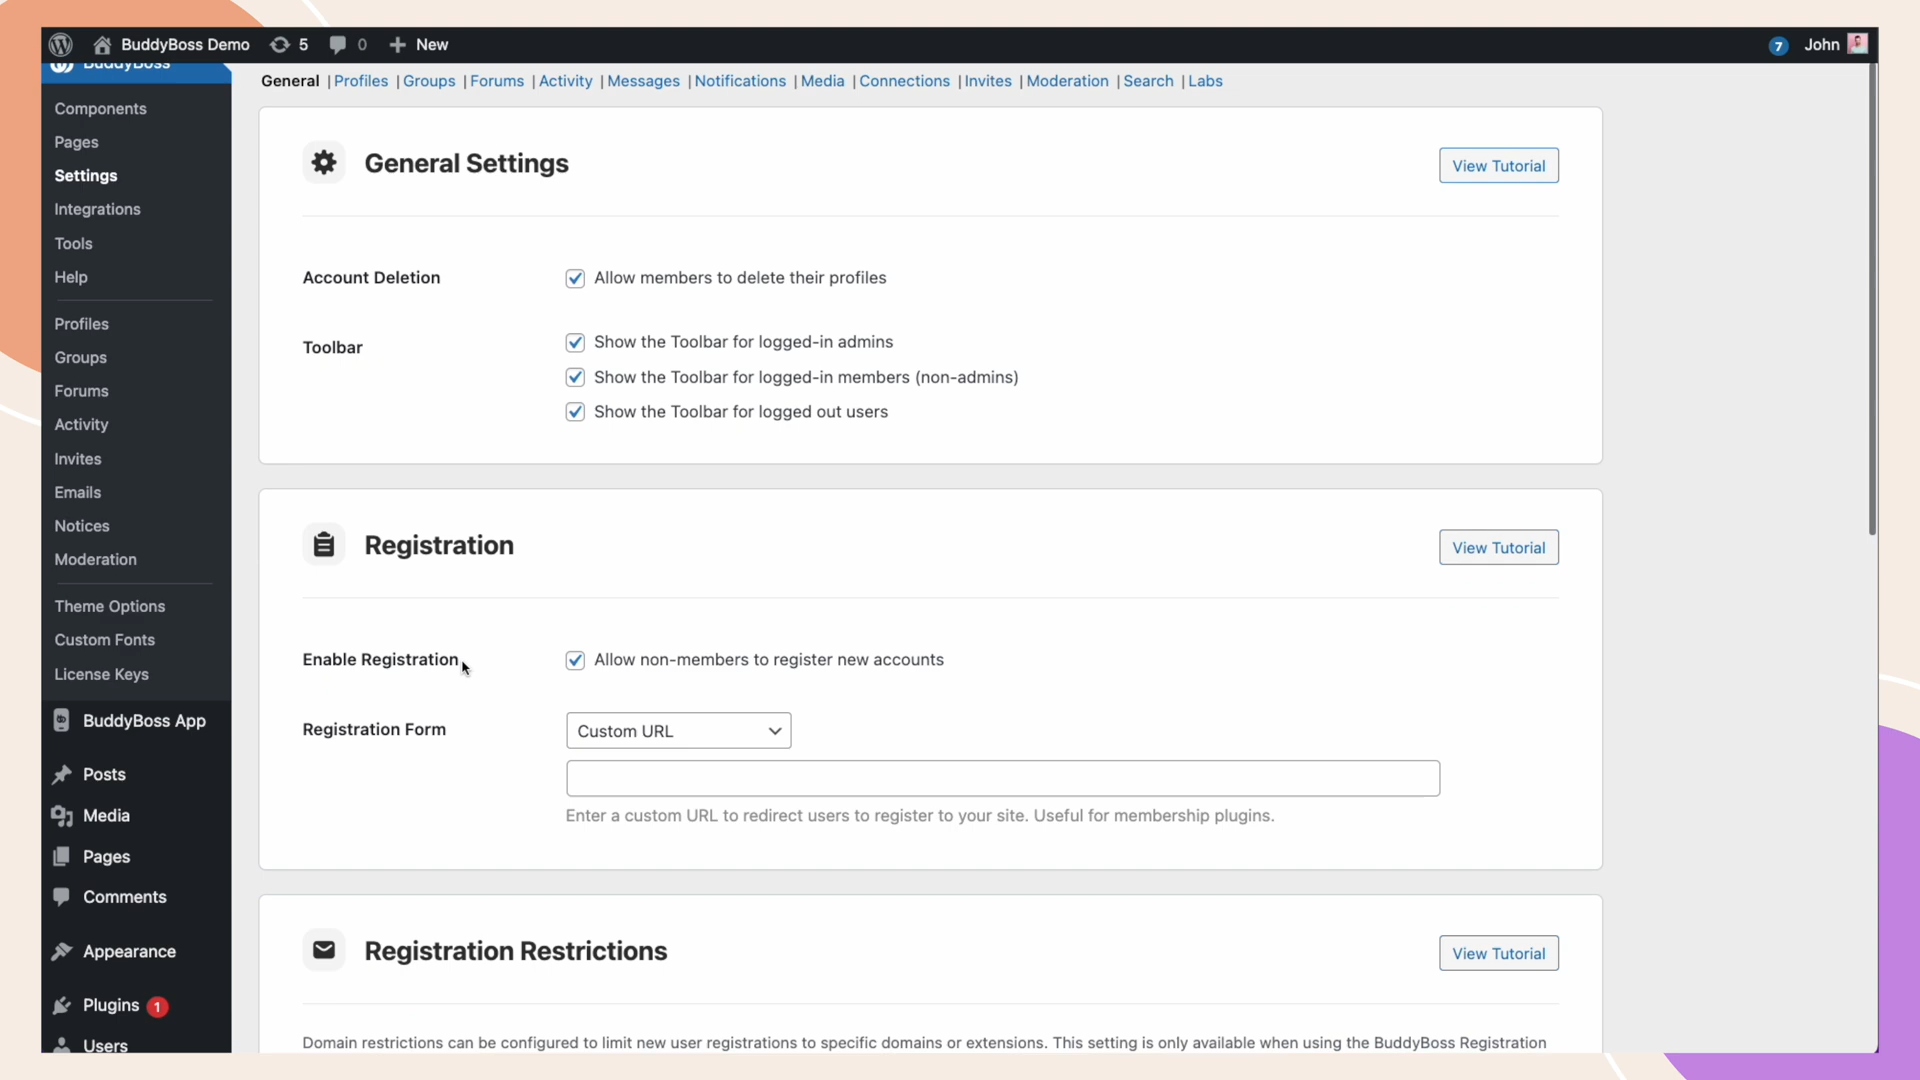 BuddyBoss Demo 5 0 New 7 John
BuddyBoss
General | Profiles | Groups | Forums | Activity | Messages | Notifications | Media | Connections | Invites | Moderation | Search | Labs
Components
Pages
Settings
Integrations
Tools
Help
Profiles
Groups
Forums
Activity
Invites
Emails
Notices
Moderation
Theme Options
Custom Fonts
License Keys
BuddyBoss App
Posts
Media
Pages
Comments
Appearance
Plugins 1
Users
General Settings
View Tutorial
Account Deletion
Allow members to delete their profiles
Toolbar
Show the Toolbar for logged-in admins
Show the Toolbar for logged-in members (non-admins)
Show the Toolbar for logged out users
Registration
View Tutorial
Enable Registration
Allow non-members to register new accounts
Registration Form
Custom URL
Enter a custom URL to redirect users to register to your site. Useful for membership plugins.
Registration Restrictions
View Tutorial
Domain restrictions can be configured to limit new user registrations to specific domains or extensions. This setting is only available when using the BuddyBoss Registration